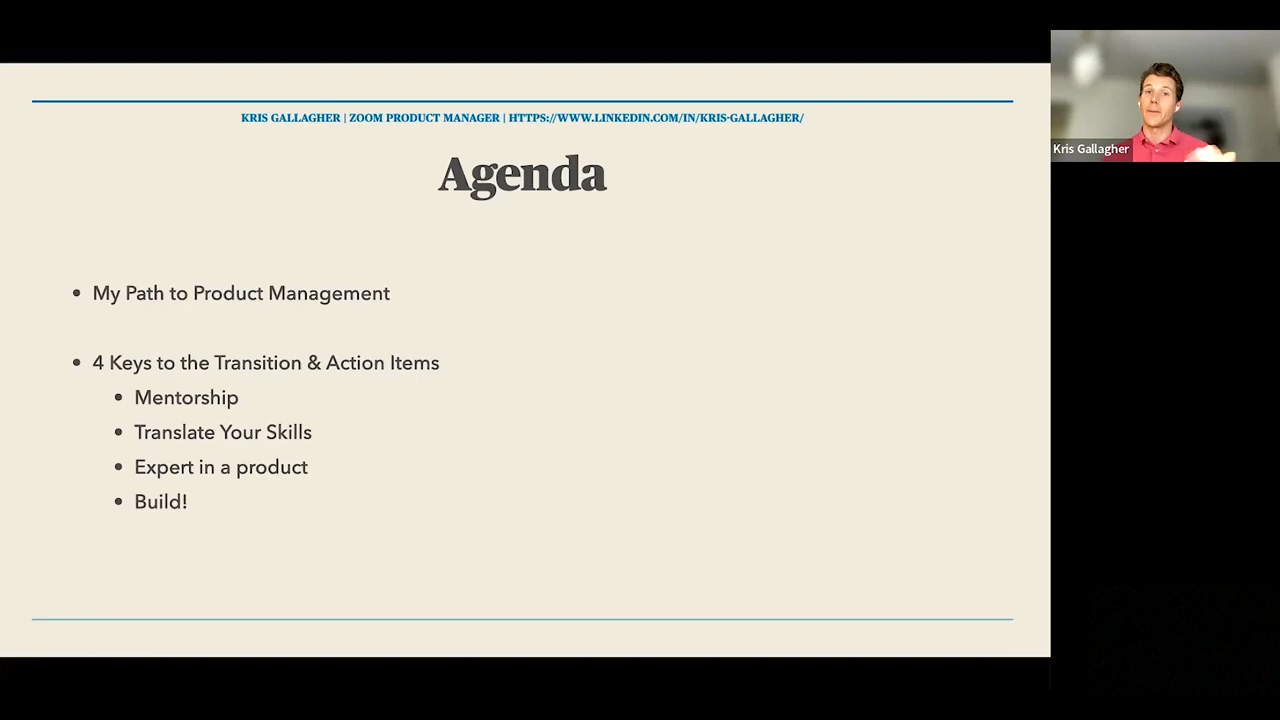 KRIS GALLAGHER | ZOOM PRODUCT MANAGER | HTTPS://WWW.LINKEDIN.COM/IN/KRIS-GALLAGHER/
Agenda
• My Path to Product Management
• 4 Keys to the Transition & Action Items
• Mentorship
• Translate Your Skills
• Expert in a product
• Build!
Kris Gallagher